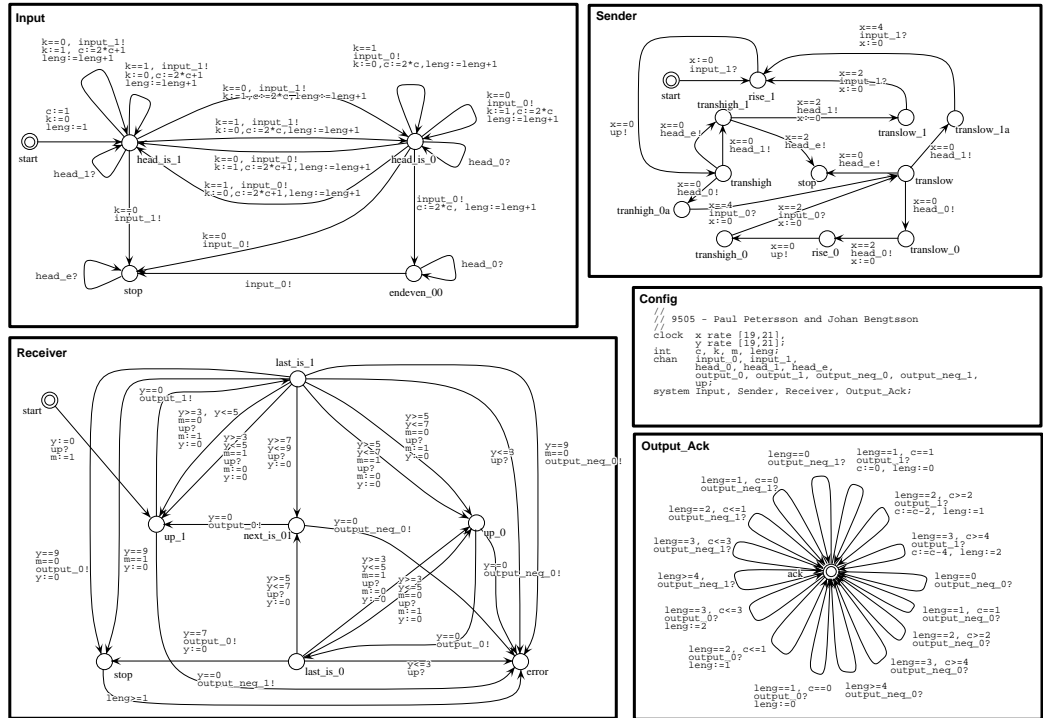 Input
k==0, input_1!
k:=1, c:=2*c+1
leng:=leng+1
k==1, input_1!
k:=0,c:=2*c+1
leng:=leng+1
c:=1
k:=0
leng:=1
start
head_is_1
head_1?
k==0, input_1!
k:=1,c:=2*c,leng:=leng+1
k==1, input_1!
k:=0,c:=2*c,leng:=leng+1
k==0, input_0!
k:=1,c:=2*c+1,leng:=leng+1
k==1, input_0!
k:=0,c:=2*c+1,leng:=leng+1
k==1
input_0!
k:=0,c:=2*c,leng:=leng+1
k==0
input_0!
k:=1,c:=2*c
leng:=leng+1
head_is_0
head_0?
k==0
input_1!
k==0
input_0!
input_0!
c:=2*c, leng:=leng+1
head_e?
stop
input_0!
endeven_00
head_0?
Sender
x:=0
input_1?
start
rise_1
x==4
input_1?
x:=0
x==2
input_1?
x:=0
transhigh_1
x==2
head_1!
x:=0
translow_1
translow_1a
x==0
up!
x==0
head_e!
x==0
head_1!
x==2
head_e!
x==0
head_e!
x==0
head_1!
transhigh
stop
translow
x==0
head_0!
tranhigh_0a
x==4
input_0?
x:=0
x==2
input_0?
x:=0
x==0
head_0!
transhigh_0
x==0
up!
rise_0
x==2
head_0!
x:=0
translow_0
Config
//
// 9505 - Paul Petersson and Johan Bengtsson
//
clock x rate [19,21],
y rate [19,21];
int c, k, m, leng;
chan input_0, input_1,
head_0, head_1, head_e,
output_0, output_1, output_neq_0, output_neq_1,
up;
system Input, Sender, Receiver, Output_Ack;
Receiver
last_is_1
start
y==0
output_1!
y:=0
up?
m:=1
y>=3, y<=5
m==0
up?
m:=1
y:=0
y>=3
y<=5
m==1
up?
m:=0
y:=0
y>=7
y<=9
up?
y:=0
y>=5
y<=7
m==1
up?
m:=0
y:=0
y>=5
y<=7
m==0
up?
m:=1
y:=0
y<=3
up?
y==9
m==0
output_neq_0!
up_1
y==0
output_0!
next_is_01
y==0
output_neq_0!
up_0
y==9
m==0
output_0!
y:=0
y==9
m==1
y:=0
y>=5
y<=7
up?
y:=0
y>=3
y<=5
m==1
up?
m:=0
y:=0
y>=3
y<=5
m==0
up?
m:=1
y:=0
y==0
output_neq_0!
y==7
output_0!
y:=0
y==0
output_0!
stop
y==0
output_neq_1!
last_is_0
y<=3
up?
error
leng>=1
Output_Ack
leng==0
output_neq_1?
leng==1, c==1
output_1?
c:=0, leng:=0
leng==1, c==0
output_neq_1?
leng==2, c>=2
output_1?
c:=c-2, leng:=1
leng==2, c<=1
output_neq_1?
leng==3, c>=4
output_1?
c:=c-4, leng:=2
leng==3, c<=3
output_neq_1?
ack
leng>=4,
output_neq_1?
leng==0
output_neq_0?
leng==3, c<=3
output_0?
leng:=2
leng==1, c==1
output_neq_0?
leng==2, c<=1
output_0?
leng:=1
leng==2, c>=2
output_neq_0?
leng==3, c>=4
output_neq_0?
leng==1, c==0
output_0?
leng:=0
leng>=4
output_neq_0?